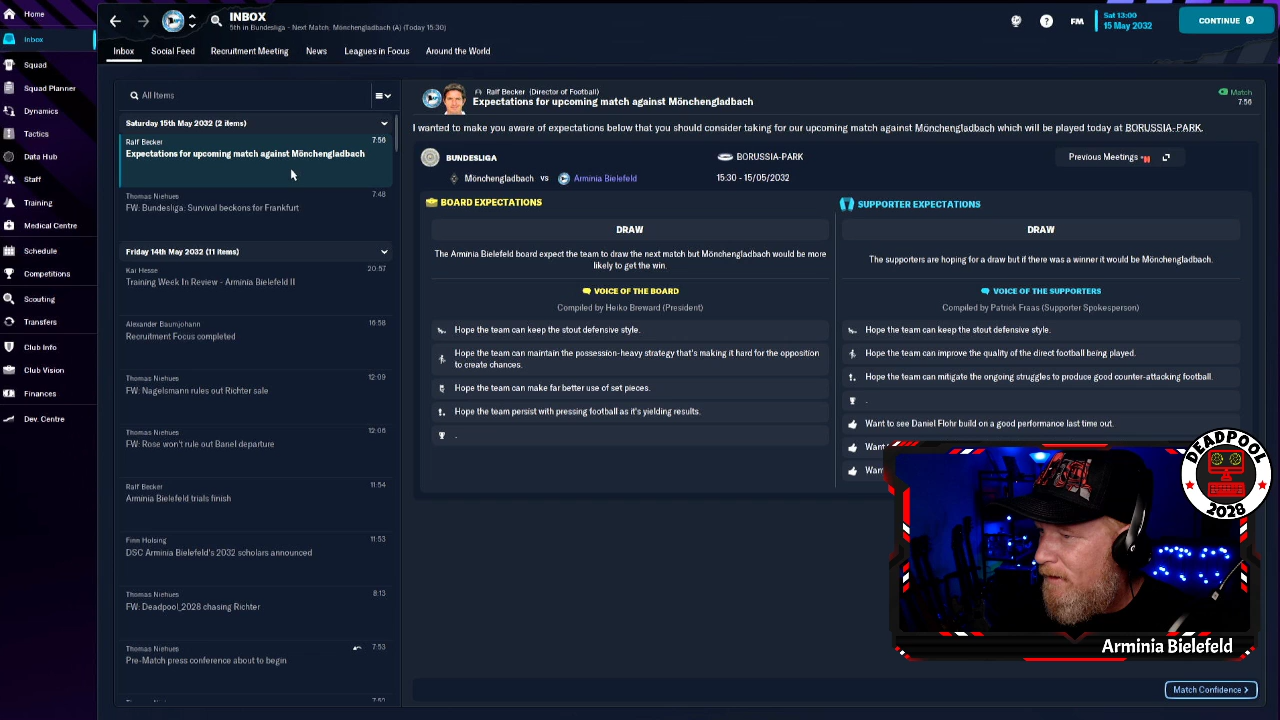 Home
Inbox
Squad
Squad Planner
Dynamics
Tactics
Data Hub
Staff
Training
Medical Centre
Schedule
Competitions
Scouting
Transfers
Club Info
Club Vision
Finances
Dev. Centre
INBOX
5th in Bundesliga - Next Match: Mönchengladbach (A) (Today 15:30)
FM
Sat 13:00
15 May 2032
CONTINUE
Inbox
Social Feed
Recruitment Meeting
News
Leagues in Focus
Around the World
All Items
Saturday 15th May 2032 (2 items)
Ralf Becker 7:56
Expectations for upcoming match against Mönchengladbach
Thomas Niehues 7:48
FW: Bundesliga: Survival beckons for Frankfurt
Friday 14th May 2032 (11 items)
Kai Hesse 20:57
Training Week In Review - Arminia Bielefeld II
Alexander Baumjohann 16:58
Recruitment Focus completed
Thomas Niehues 12:09
FW: Nagelsmann rules out Richter sale
Thomas Niehues 12:06
FW: Rose won't rule out Banel departure
Ralf Becker 11:54
Arminia Bielefeld trials finish
Finn Holsing 11:53
DSC Arminia Bielefeld's 2032 scholars announced
Thomas Niehues 8:13
FW: Deadpool_2028 chasing Richter
Thomas Niehues 7:53
Pre-Match press conference about to begin
Ralf Becker (Director of Football)
Expectations for upcoming match against Mönchengladbach
Match
7:56
I wanted to make you aware of expectations below that you should consider taking for our upcoming match against Mönchengladbach which will be played today at BORUSSIA-PARK.
BUNDESLIGA
BORUSSIA-PARK
Previous Meetings
Mönchengladbach vs Arminia Bielefeld
15:30 - 15/05/2032
BOARD EXPECTATIONS
DRAW
The Arminia Bielefeld board expect the team to draw the next match but Mönchengladbach would be more
likely to get the win.
VOICE OF THE BOARD
Compiled by Heiko Breward (President)
Hope the team can keep the stout defensive style.
Hope the team can maintain the possession-heavy strategy that's making it hard for the opposition
to create chances.
Hope the team can make far better use of set pieces.
Hope the team persist with pressing football as it's yielding results.
.
SUPPORTER EXPECTATIONS
DRAW
The supporters are hoping for a draw but if there was a winner it would be Mönchengladbach.
VOICE OF THE SUPPORTERS
Compiled by Patrick Fraas (Supporter Spokesperson)
Hope the team can keep the stout defensive style.
Hope the team can improve the quality of the direct football being played.
Hope the team can mitigate the ongoing struggles to produce good counter-attacking football.
.
Want to see Daniel Flohr build on a good performance last time out.
Want
Want
DEADPOOL
2028
Arminia Bielefeld
Match Confidence